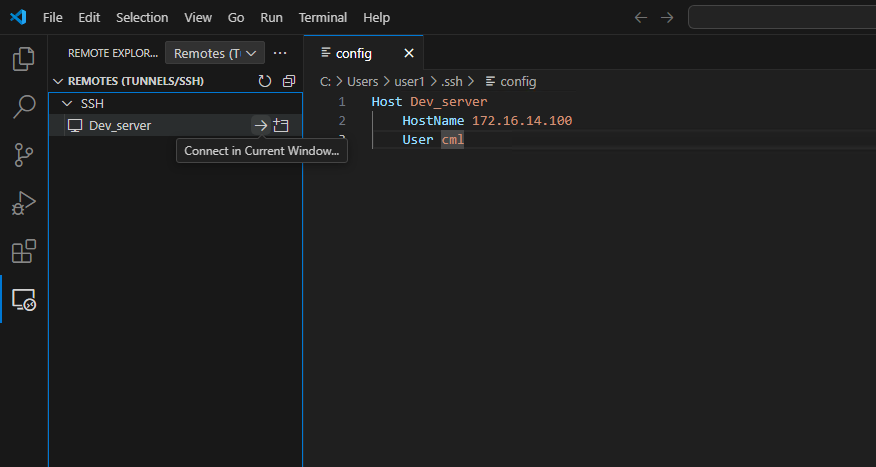 File Edit Selection View Go Run Terminal Help
REMOTE EXPLOR... Remotes (T
config
REMOTES (TUNNELS/SSH)
C: > Users > user1 > .ssh > config
SSH
1 Host Dev_server
Dev_server
2 HostName 172.16.14.100
Connect in Current Window...
3 User cml